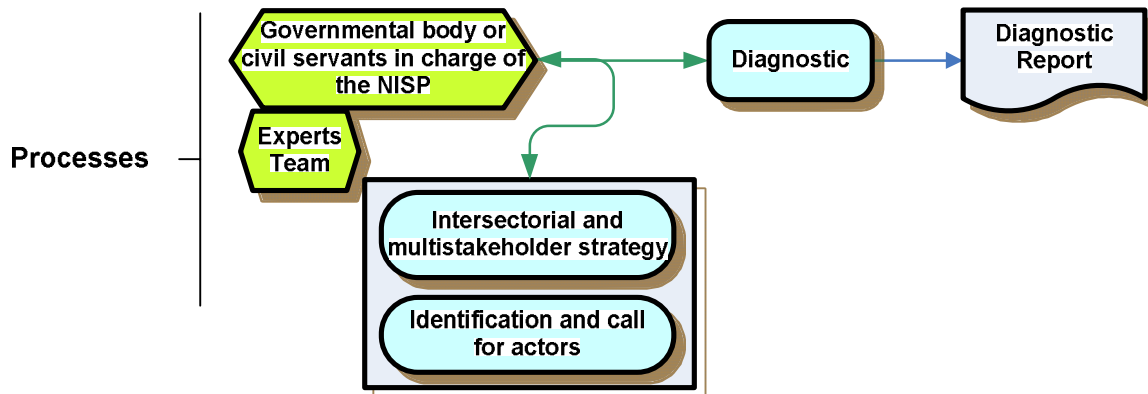 Processes
Governmental body or
civil servants in charge of
the NISP
Experts
Team
Diagnostic
Diagnostic
Report
Intersectorial and
multistakeholder strategy
Identification and call
for actors